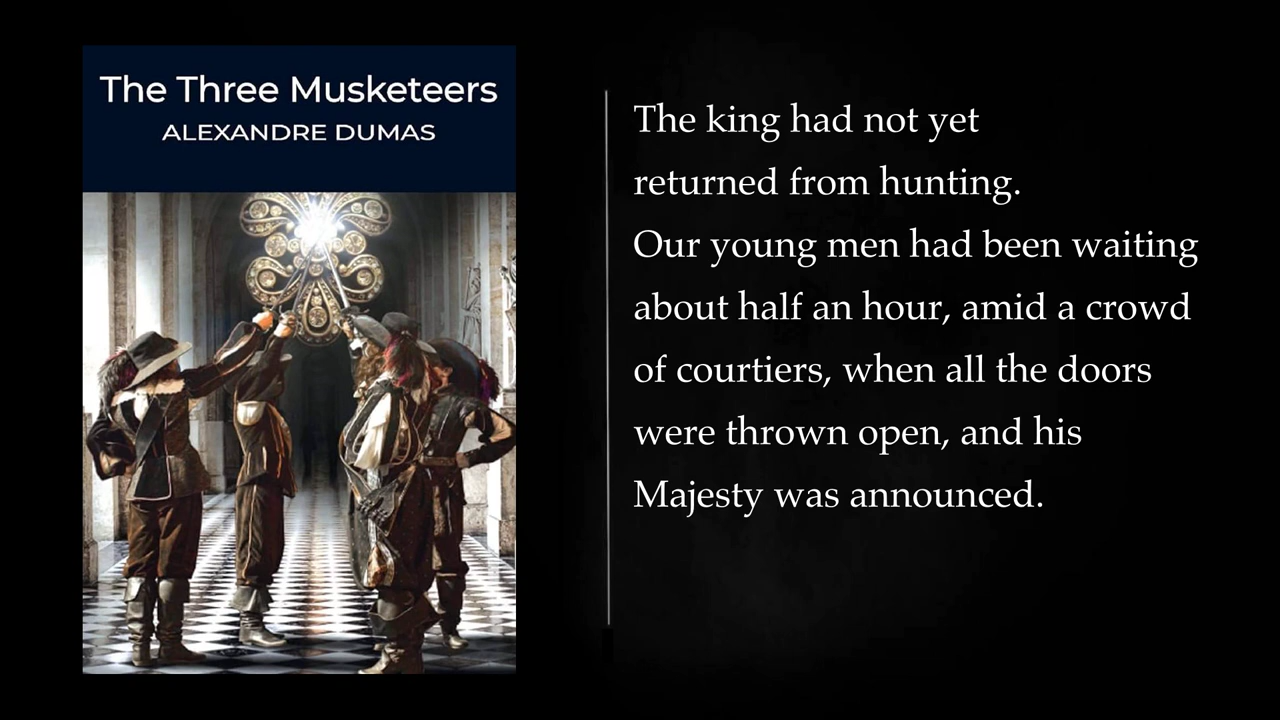 The Three Musketeers
ALEXANDRE DUMAS
The king had not yet
returned from hunting.
Our young men had been waiting
about half an hour, amid a crowd
of courtiers, when all the doors
were thrown open, and his
Majesty was announced.